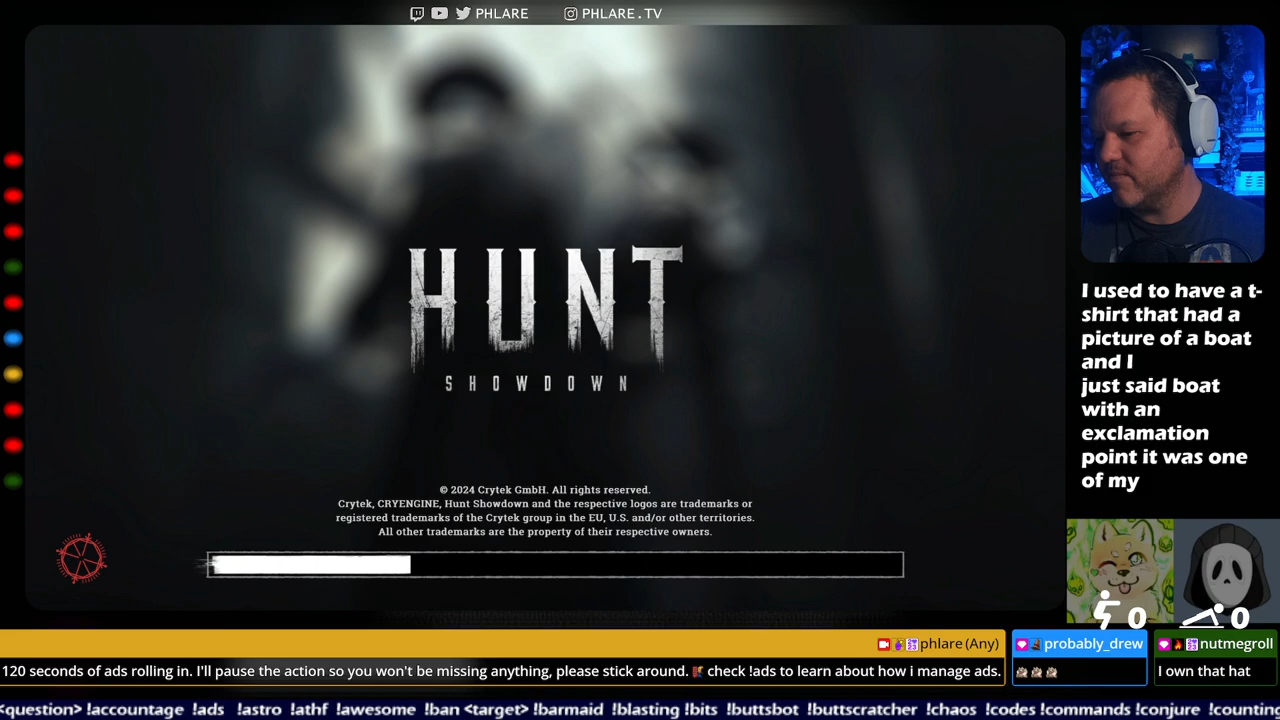 PHLARE PHLARE.TV
HUNT
SHOWDOWN
© 2024 Crytek GmbH. All rights reserved.
Crytek, CRYENGINE, Hunt Showdown and the respective logos are trademarks or
registered trademarks of the Crytek group in the EU, U.S. and/or other territories.
All other trademarks are the property of their respective owners.
I used to have a t-
shirt that had a
picture of a boat
and I
just said boat
with an
exclamation
point it was one
of my
0 0
phlare (Any)
120 seconds of ads rolling in. I'll pause the action so you won't be missing anything, please stick around. check !ads to learn about how i manage ads.
probably_drew
nutmegroll
I own that hat
<question> !accountage !ads !astro !athf !awesome !ban <target> !barmaid !blasting !bits !buttsbot !buttscratcher !chaos !codes !commands !conjure !counting